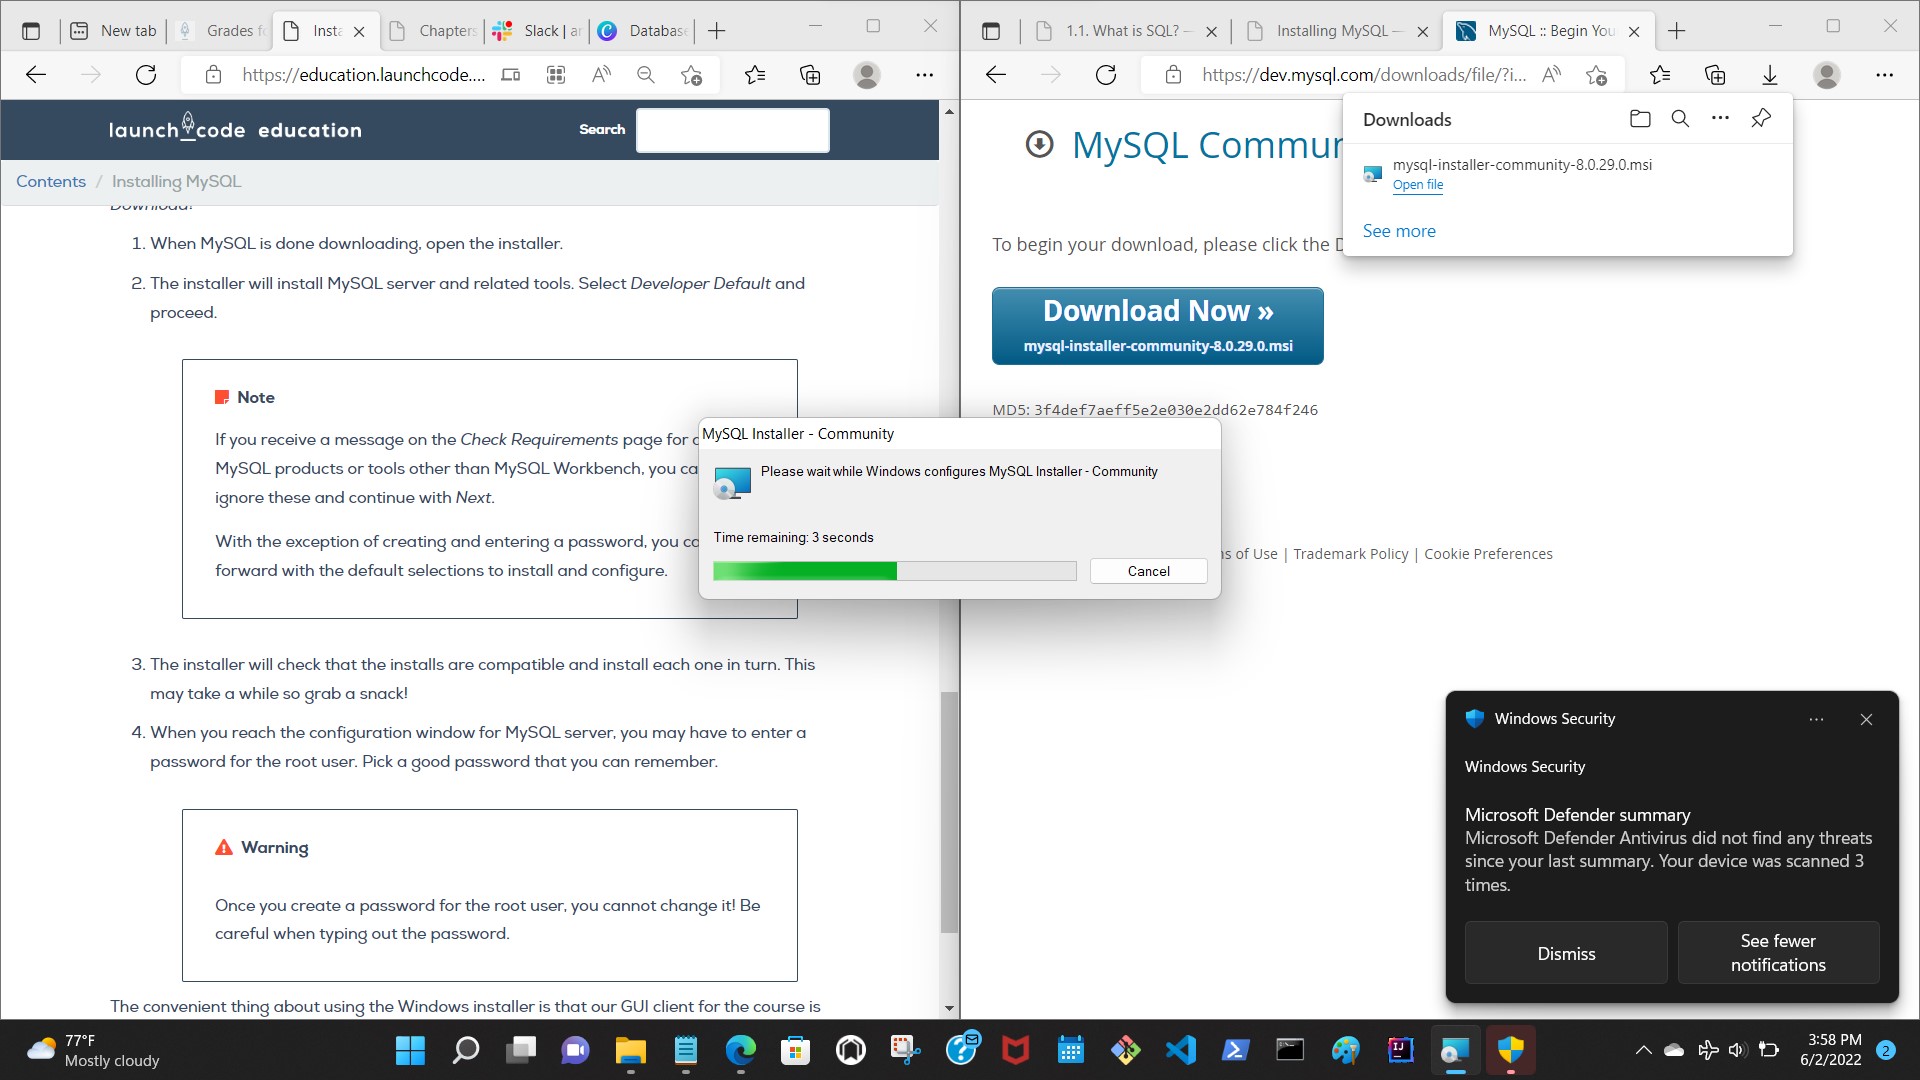 New tab
Grades fo
Insta
Chapters
Slack | ar
Database
https://education.launchcode....
launch_code education
Search
Contents / Installing MySQL
Download!
1. When MySQL is done downloading, open the installer.
2. The installer will install MySQL server and related tools. Select Developer Default and
proceed.
Note
If you receive a message on the Check Requirements page for
MySQL products or tools other than MySQL Workbench, you ca
ignore these and continue with Next.
With the exception of creating and entering a password, you ca
forward with the default selections to install and configure.
3. The installer will check that the installs are compatible and install each one in turn. This
may take a while so grab a snack!
4. When you reach the configuration window for MySQL server, you may have to enter a
password for the root user. Pick a good password that you can remember.
Warning
Once you create a password for the root user, you cannot change it! Be
careful when typing out the password.
The convenient thing about using the Windows installer is that our GUI client for the course is
MySQL Installer - Community
Please wait while Windows configures MySQL Installer - Community
Time remaining: 3 seconds
Cancel
1.1. What is SQL? —
Installing MySQL —
MySQL :: Begin You
https://dev.mysql.com/downloads/file/?i...
Downloads
mysql-installer-community-8.0.29.0.msi
Open file
See more
MySQL Commun
To begin your download, please click the D
Download Now »
mysql-installer-community-8.0.29.0.msi
MD5: 3f4def7aeff5e2e030e2dd62e784f246
ms of Use | Trademark Policy | Cookie Preferences
Windows Security
Windows Security
Microsoft Defender summary
Microsoft Defender Antivirus did not find any threats
since your last summary. Your device was scanned 3
times.
Dismiss
See fewer
notifications
77°F
Mostly cloudy
3:58 PM
6/2/2022
2